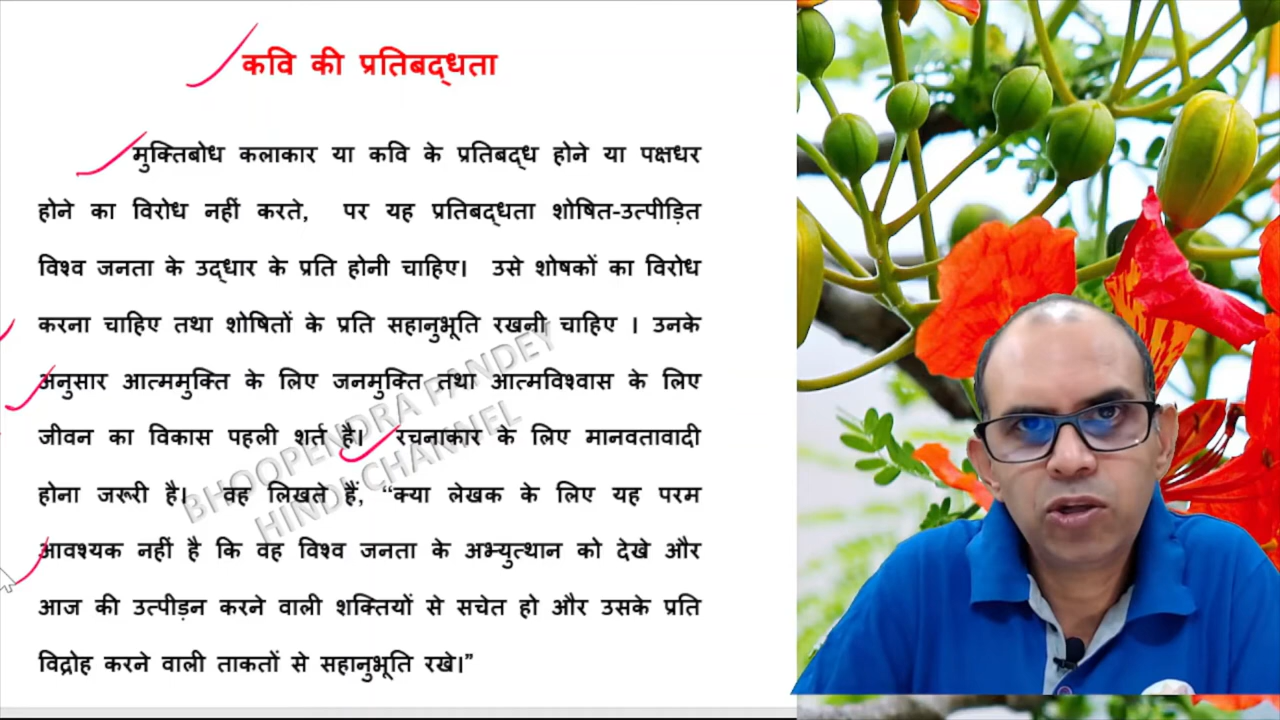 कवि की प्रतिबद्धता
मुक्तिबोध कलाकार या कवि के प्रतिबद्ध होने या पक्षधर
होने का विरोध नहीं करते, पर यह प्रतिबद्धता शोषित-उत्पीड़ित
विश्व जनता के उद्धार के प्रति होनी चाहिए। उसे शोषकों का विरोध
करना चाहिए तथा शोषितों के प्रति सहानुभूति रखनी चाहिए । उनके
अनुसार आत्ममुक्ति के लिए जनमुक्ति तथा आत्मविश्वास के लिए
जीवन का विकास पहली शर्त है। रचनाकार के लिए मानवतावादी
होना जरूरी है। वह लिखते हैं, “क्या लेखक के लिए यह परम
आवश्यक नहीं है कि वह विश्व जनता के अभ्युत्थान को देखे और
आज की उत्पीड़न करने वाली शक्तियों से सचेत हो और उसके प्रति
विद्रोह करने वाली ताकतों से सहानुभूति रखे।”
BHOOPENDRA PANDEY
HINDI CHANNEL